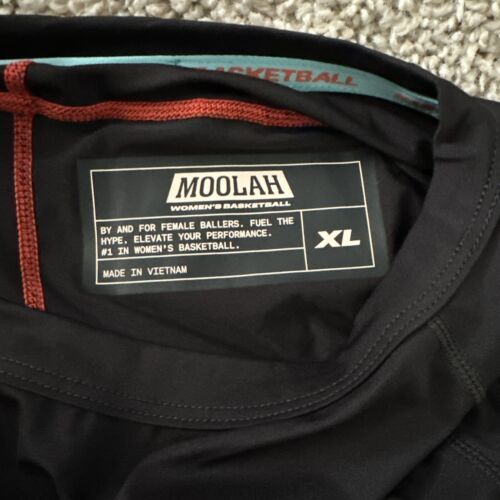 BASKETBALL
MOOLAH
WOMEN'S BASKETBALL
BY AND FOR FEMALE BALLERS. FUEL THE
HYPE. ELEVATE YOUR PERFORMANCE.
#1 IN WOMEN'S BASKETBALL.
XL
MADE IN VIETNAM